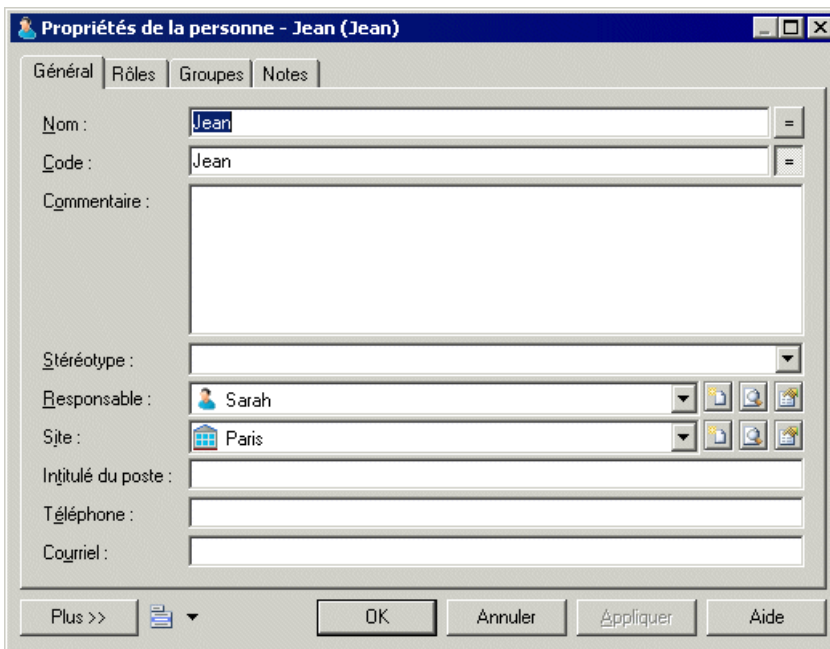 Propriétés de la personne - Jean (Jean)
Général Rôles Groupes Notes
Nom : Jean =
Code : Jean =
Commentaire :
Stéréotype :
Responsable : Sarah
Site : Paris
Intitulé du poste :
Téléphone :
Courriel :
Plus >> OK Annuler Appliquer Aide